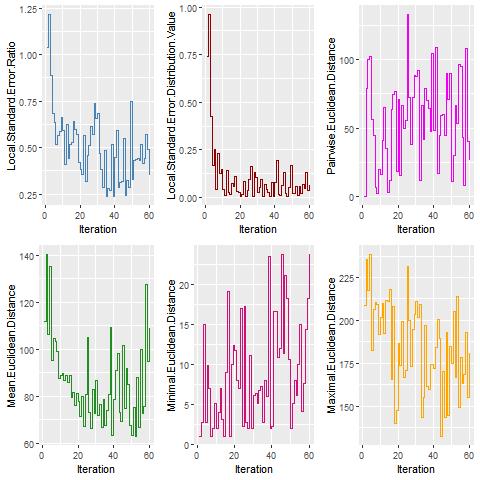 Local.Standard.Error.Ratio
1.25
1.00
0.75
0.50
0.25
0 20 40 60
Iteration
Local.Standard.Error.Distribution.Value
1.00
0.75
0.50
0.25
0.00
0 20 40 60
Iteration
Pairwise.Euclidean.Distance
100
50
0
0 20 40 60
Iteration
Mean.Euclidean.Distance
140
120
100
80
60
0 20 40 60
Iteration
Minimal.Euclidean.Distance
20
15
10
5
0
0 20 40 60
Iteration
Maximal.Euclidean.Distance
225
200
175
150
0 20 40 60
Iteration